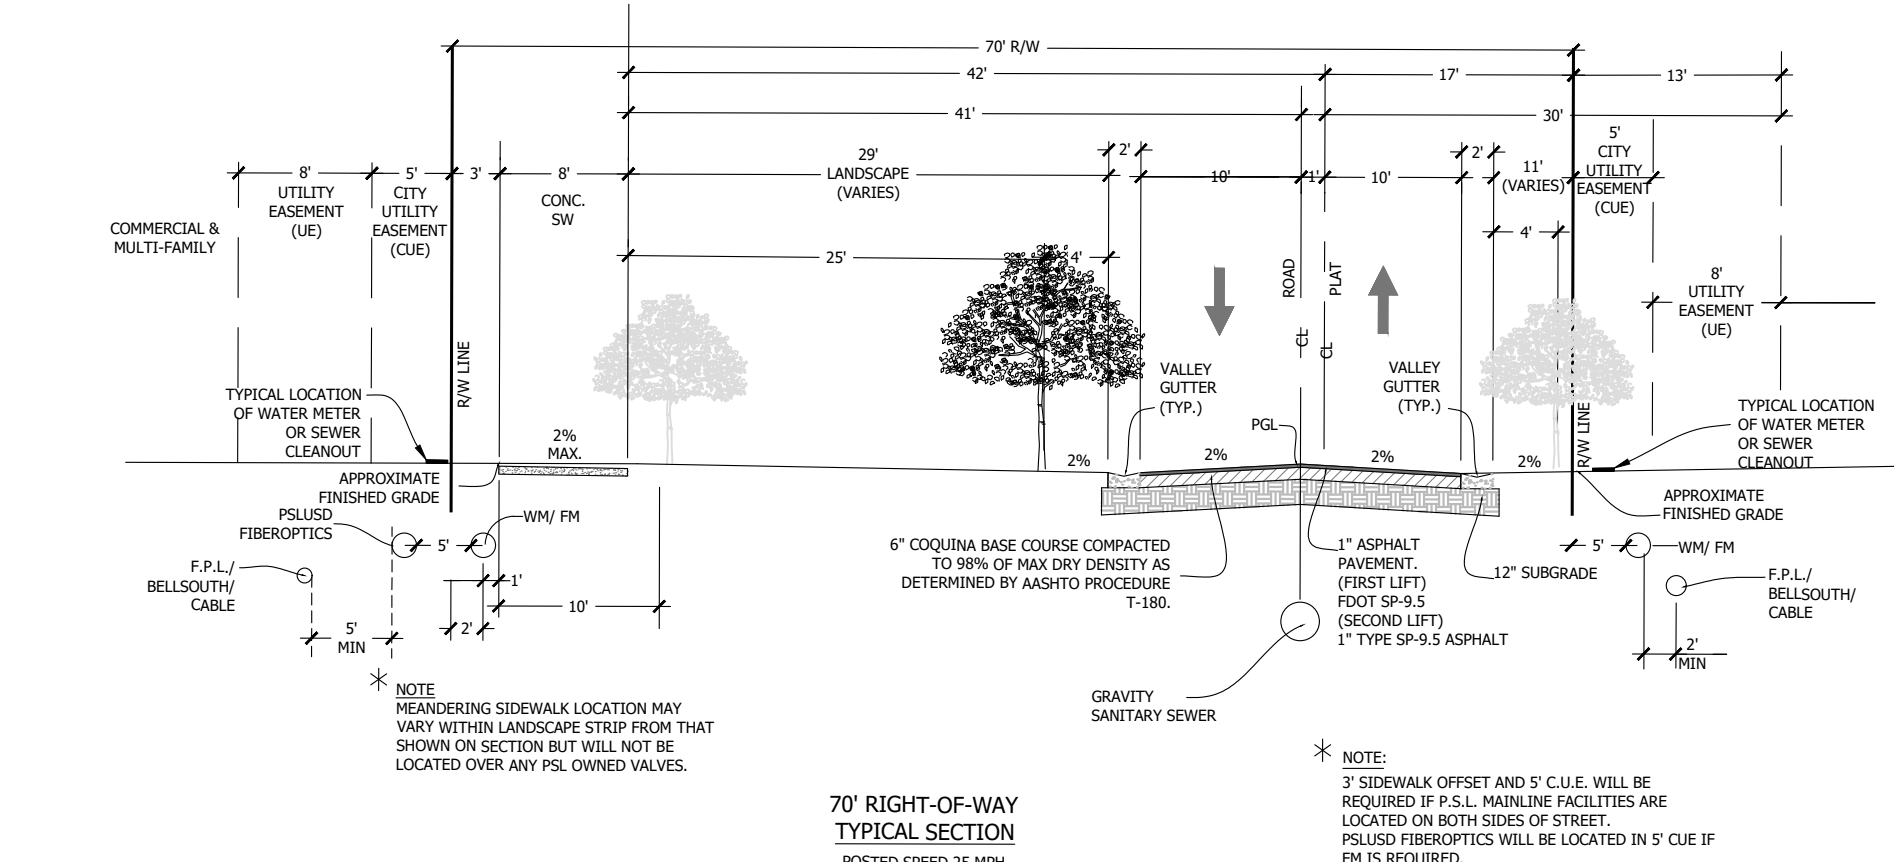 70' R/W
42'
17'
13'
41'
30'
8'
UTILITY
EASEMENT
(UE)
5'
CITY
UTILITY
EASEMENT
(CUE)
3'
8'
CONC.
SW
29'
LANDSCAPE
(VARIES)
2'
10'
1'
10'
2'
11'
(VARIES)
5'
CITY
UTILITY
EASEMENT
(CUE)
COMMERCIAL &
MULTI-FAMILY
4'
25'
4'
ROAD
CL
PLAT
CL
8'
UTILITY
EASEMENT
(UE)
R/W LINE
VALLEY
GUTTER
(TYP.)
VALLEY
GUTTER
(TYP.)
TYPICAL LOCATION
OF WATER METER
OR SEWER
CLEANOUT
2%
MAX.
PGL
2%
2%
2%
2%
R/W LINE
TYPICAL LOCATION
OF WATER METER
OR SEWER
CLEANOUT
APPROXIMATE
FINISHED GRADE
APPROXIMATE
FINISHED GRADE
PSLUSD
FIBEROPTICS
5'
WM/ FM
F.P.L./
BELLSOUTH/
CABLE
1'
10'
2'
5'
MIN
6" COQUINA BASE COURSE COMPACTED
TO 98% OF MAX DRY DENSITY AS
DETERMINED BY AASHTO PROCEDURE
T-180.
1" ASPHALT
PAVEMENT.
(FIRST LIFT)
FDOT SP-9.5
(SECOND LIFT)
1" TYPE SP-9.5 ASPHALT
12" SUBGRADE
5'
WM/ FM
F.P.L./
BELLSOUTH/
CABLE
2'
MIN
NOTE
MEANDERING SIDEWALK LOCATION MAY
VARY WITHIN LANDSCAPE STRIP FROM THAT
SHOWN ON SECTION BUT WILL NOT BE
LOCATED OVER ANY PSL OWNED VALVES.
GRAVITY
SANITARY SEWER
NOTE:
3' SIDEWALK OFFSET AND 5' C.U.E. WILL BE
REQUIRED IF P.S.L. MAINLINE FACILITIES ARE
LOCATED ON BOTH SIDES OF STREET.
PSLUSD FIBEROPTICS WILL BE LOCATED IN 5' CUE IF
FM IS REQUIRED.
70' RIGHT-OF-WAY
TYPICAL SECTION
POSTED SPEED 25 MPH